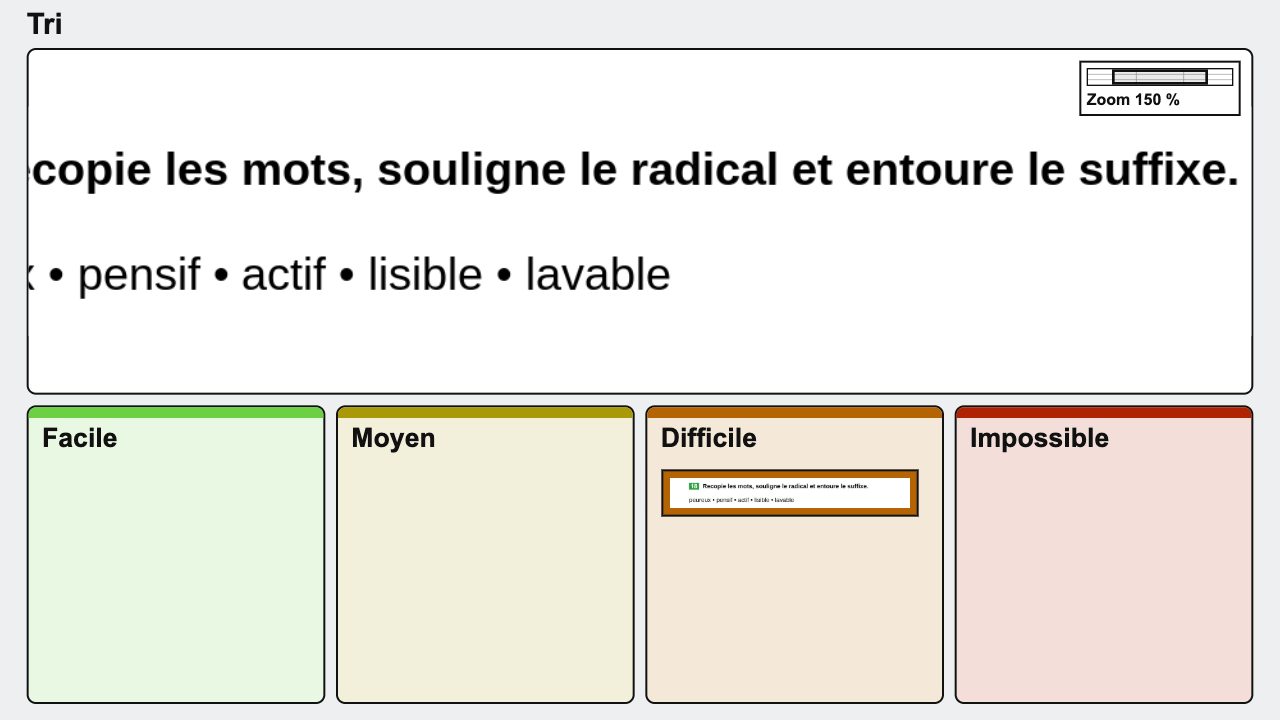 Tri
Zoom 150 %
ecopie les mots, souligne le radical et entoure le suffixe.
x • pensif • actif • lisible • lavable
Facile
Moyen
Difficile
Impossible
18 Recopie les mots, souligne le radical et entoure le suffixe.
peureux • pensif • actif • lisible • lavable